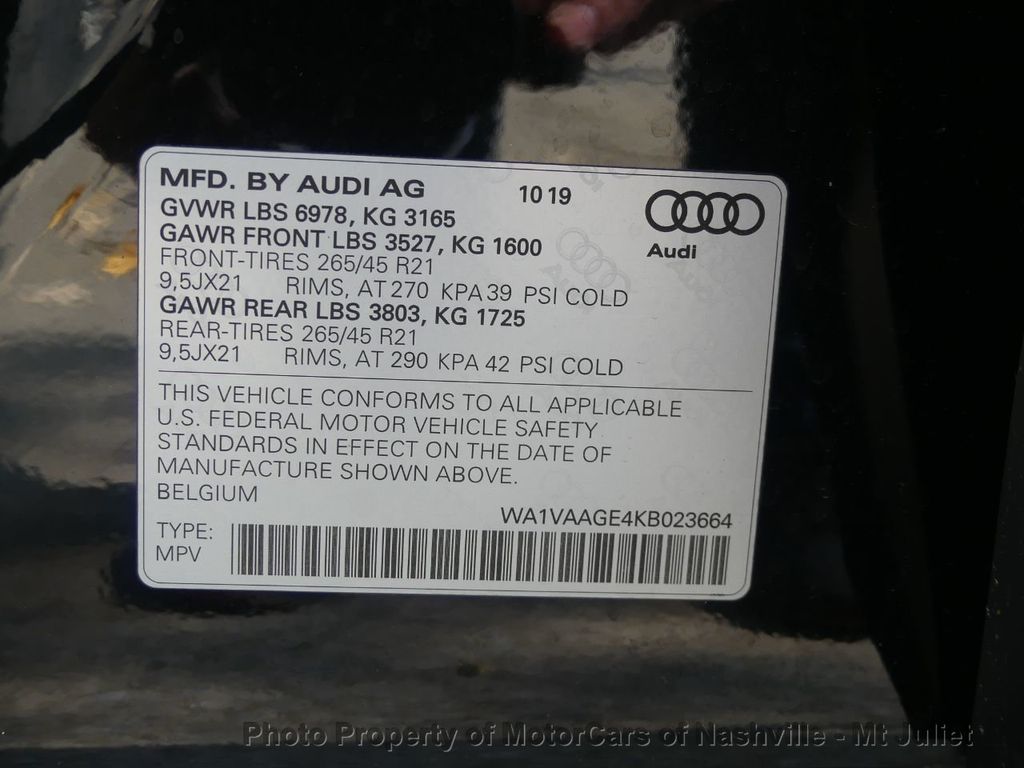 MFD. BY AUDI AG 10 19
GVWR LBS 6978, KG 3165
GAWR FRONT LBS 3527, KG 1600
Audi
FRONT-TIRES 265/45 R21
9,5JX21 RIMS, AT 270 KPA 39 PSI COLD
GAWR REAR LBS 3803, KG 1725
REAR-TIRES 265/45 R21
9,5JX21 RIMS, AT 290 KPA 42 PSI COLD
THIS VEHICLE CONFORMS TO ALL APPLICABLE
U.S. FEDERAL MOTOR VEHICLE SAFETY
STANDARDS IN EFFECT ON THE DATE OF
MANUFACTURE SHOWN ABOVE.
BELGIUM
WA1VAAGE4KB023664
TYPE:
MPV
Photo Property of MotorCars of Nashville - Mt Juliet